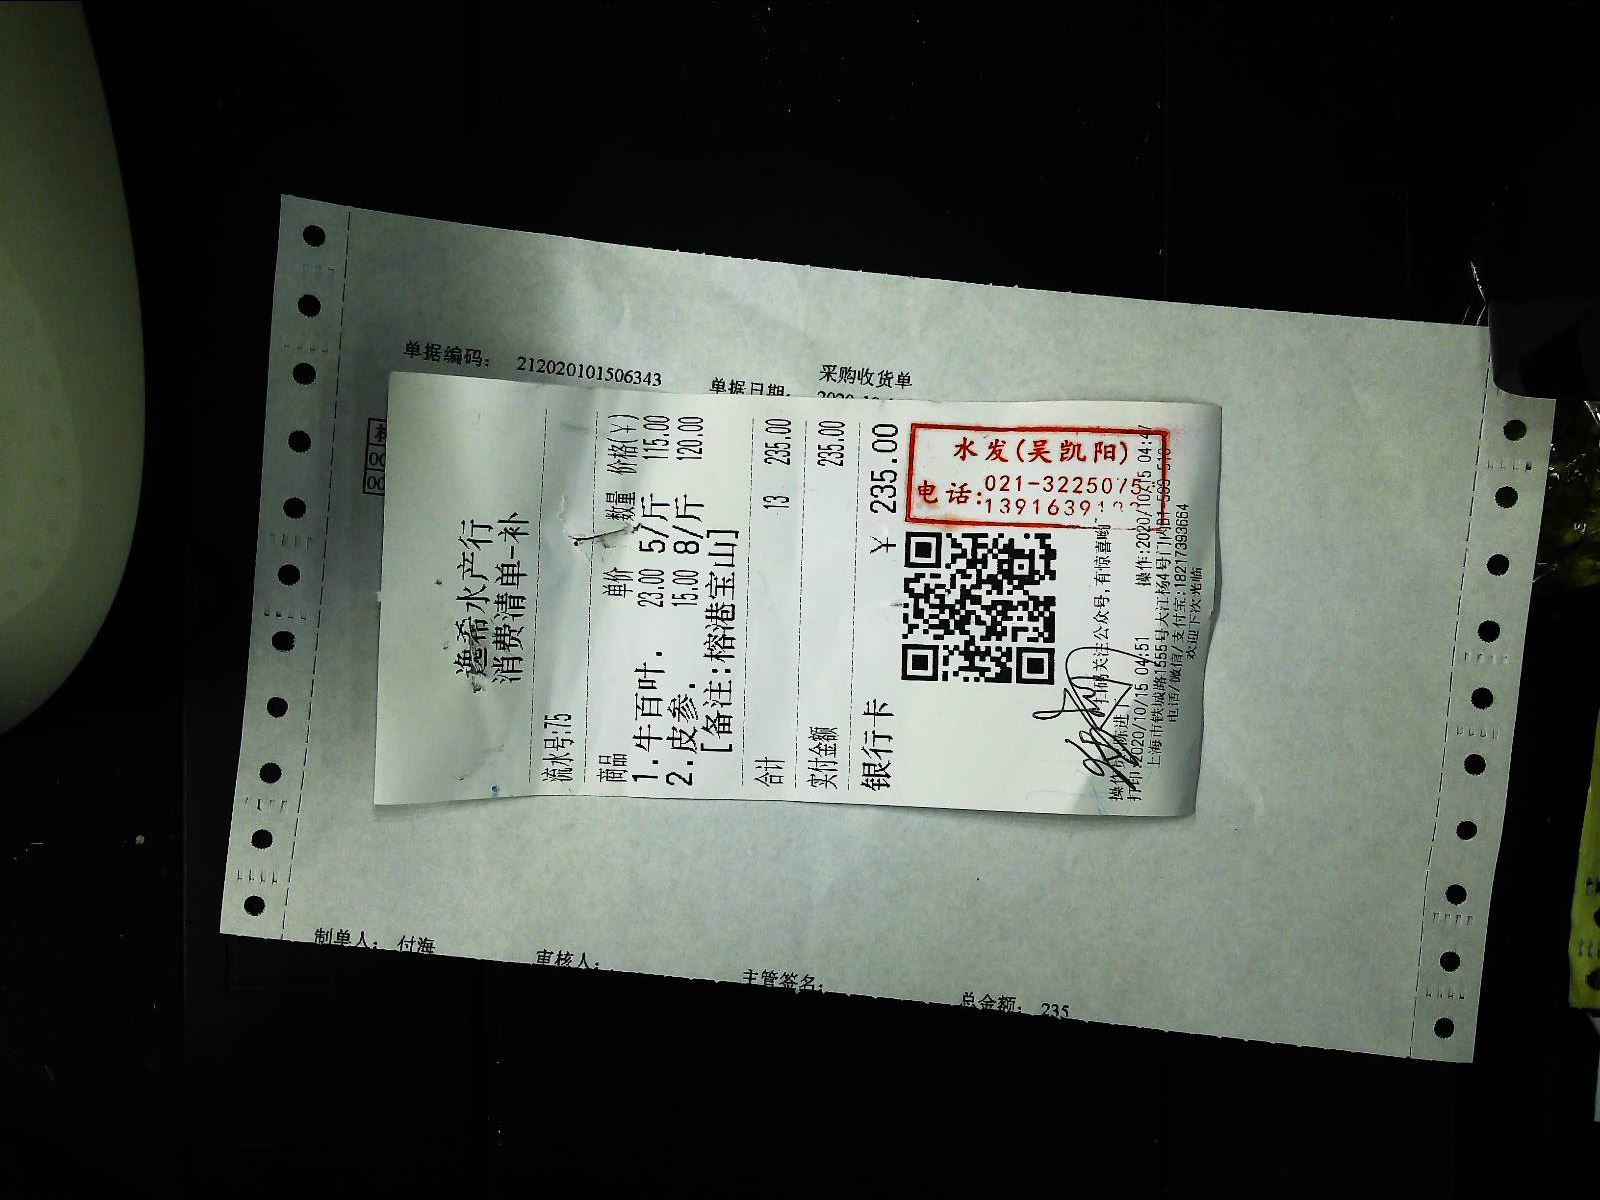 采购收货单
单据编码： 212020101506343
单据日期：
逸希水产行
消费清单-补
流水号:75
商品 单价 数量 价格(￥)
1.牛百叶. 23.00 5/斤 115.00
2.皮参. 15.00 8/斤 120.00
[备注:榕港宝山]
合计 13 235.00
实付金额 235.00
银行卡 235.00
水发(吴凯阳)
电话:021-3225075
1391639
扫码关注公众号,有惊喜哟
操作:2020/10/15 04:47
打印:2020/10/15 04:51
上海市铁城路1555号大江杨4号门内B1
电话/微信/支付宝:18217393664
欢迎下次光临
制单人： 付海
审核人：
主管签名：
总金额： 235